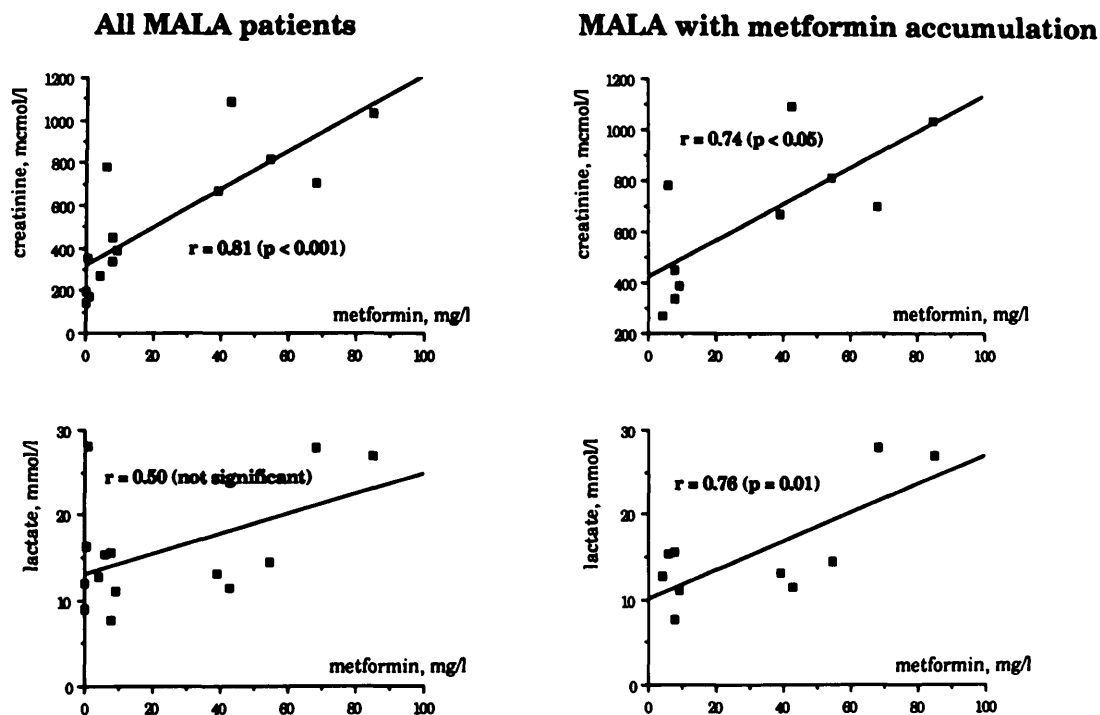 All MALA patients
MALA with metformin accumulation
creatinine, mcmol/l
1200
1000
800
600
400
200
0
r = 0.81 (p < 0.001)
metformin, mg/l
0 20 40 60 80 100
creatinine, mcmol/l
1200
1000
800
600
400
200
r = 0.74 (p < 0.05)
metformin, mg/l
0 20 40 60 80 100
lactate, mmol/l
30
20
10
0
r = 0.50 (not significant)
metformin, mg/l
0 20 40 60 80 100
lactate, mmol/l
30
20
10
0
r = 0.76 (p = 0.01)
metformin, mg/l
0 20 40 60 80 100